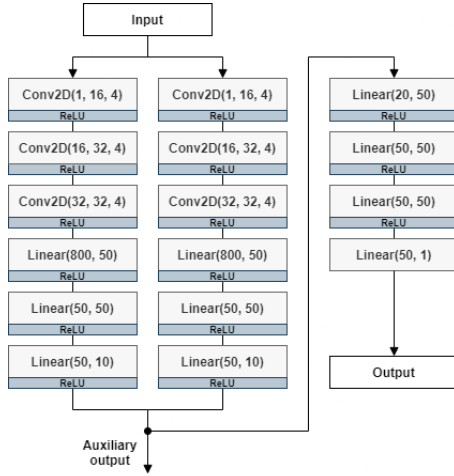 Input
Conv2D(1, 16, 4)
ReLU
Conv2D(16, 32, 4)
ReLU
Conv2D(32, 32, 4)
ReLU
Linear(800, 50)
ReLU
Linear(50, 50)
ReLU
Linear(50, 10)
ReLU
Conv2D(1, 16, 4)
ReLU
Conv2D(16, 32, 4)
ReLU
Conv2D(32, 32, 4)
ReLU
Linear(800, 50)
ReLU
Linear(50, 50)
ReLU
Linear(50, 10)
ReLU
Auxiliary
output
Linear(20, 50)
ReLU
Linear(50, 50)
ReLU
Linear(50, 50)
ReLU
Linear(50, 1)
Output